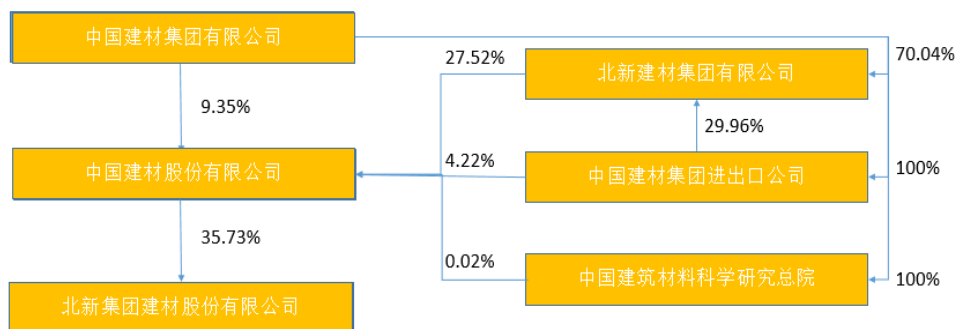 中国建材集团有限公司
27.52%
北新建材集团有限公司
70.04%
9.35%
29.96%
中国建材股份有限公司
4.22%
中国建材集团进出口公司
100%
35.73%
0.02%
中国建筑材料科学研究总院
100%
北新集团建材股份有限公司